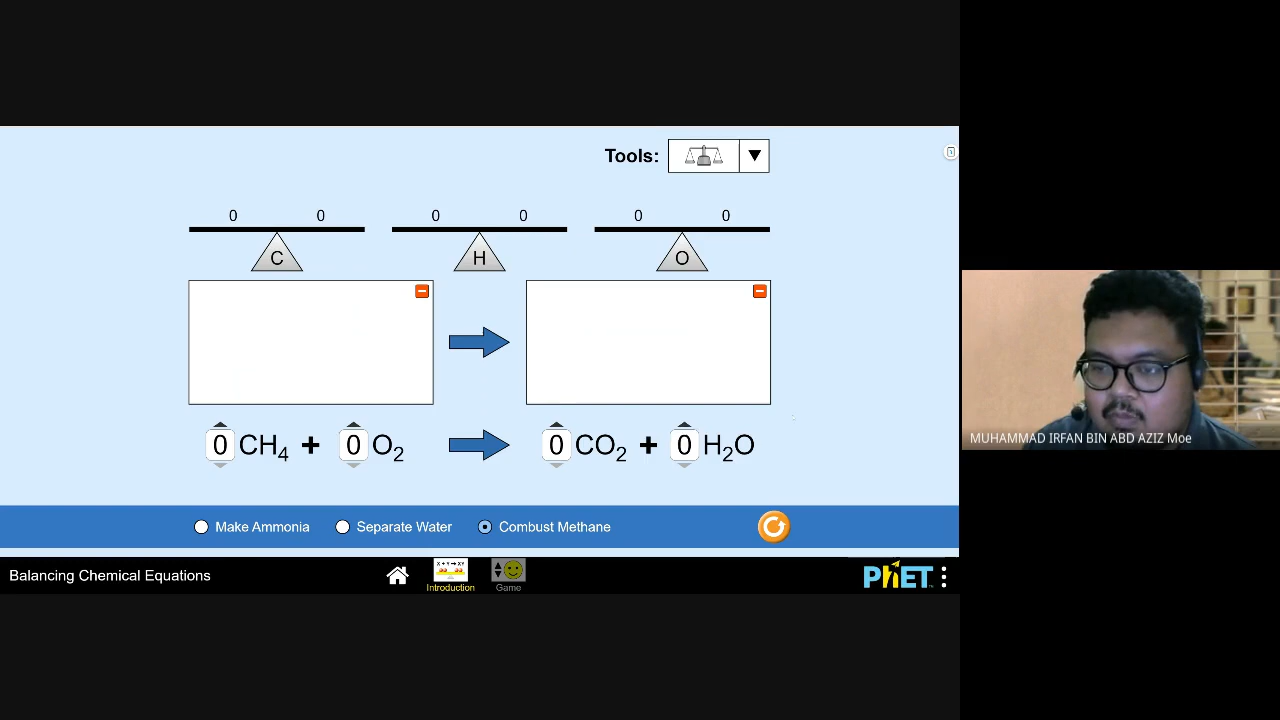 Tools:
0 0 0 0 0 0
C H O
0 CH₄ + 0 O₂ 0 CO₂ + 0 H₂O
Make Ammonia Separate Water Combust Methane
Balancing Chemical Equations
X + Y → XY
Introduction
Game
PhET
MUHAMMAD IRFAN BIN ABD AZIZ Moe